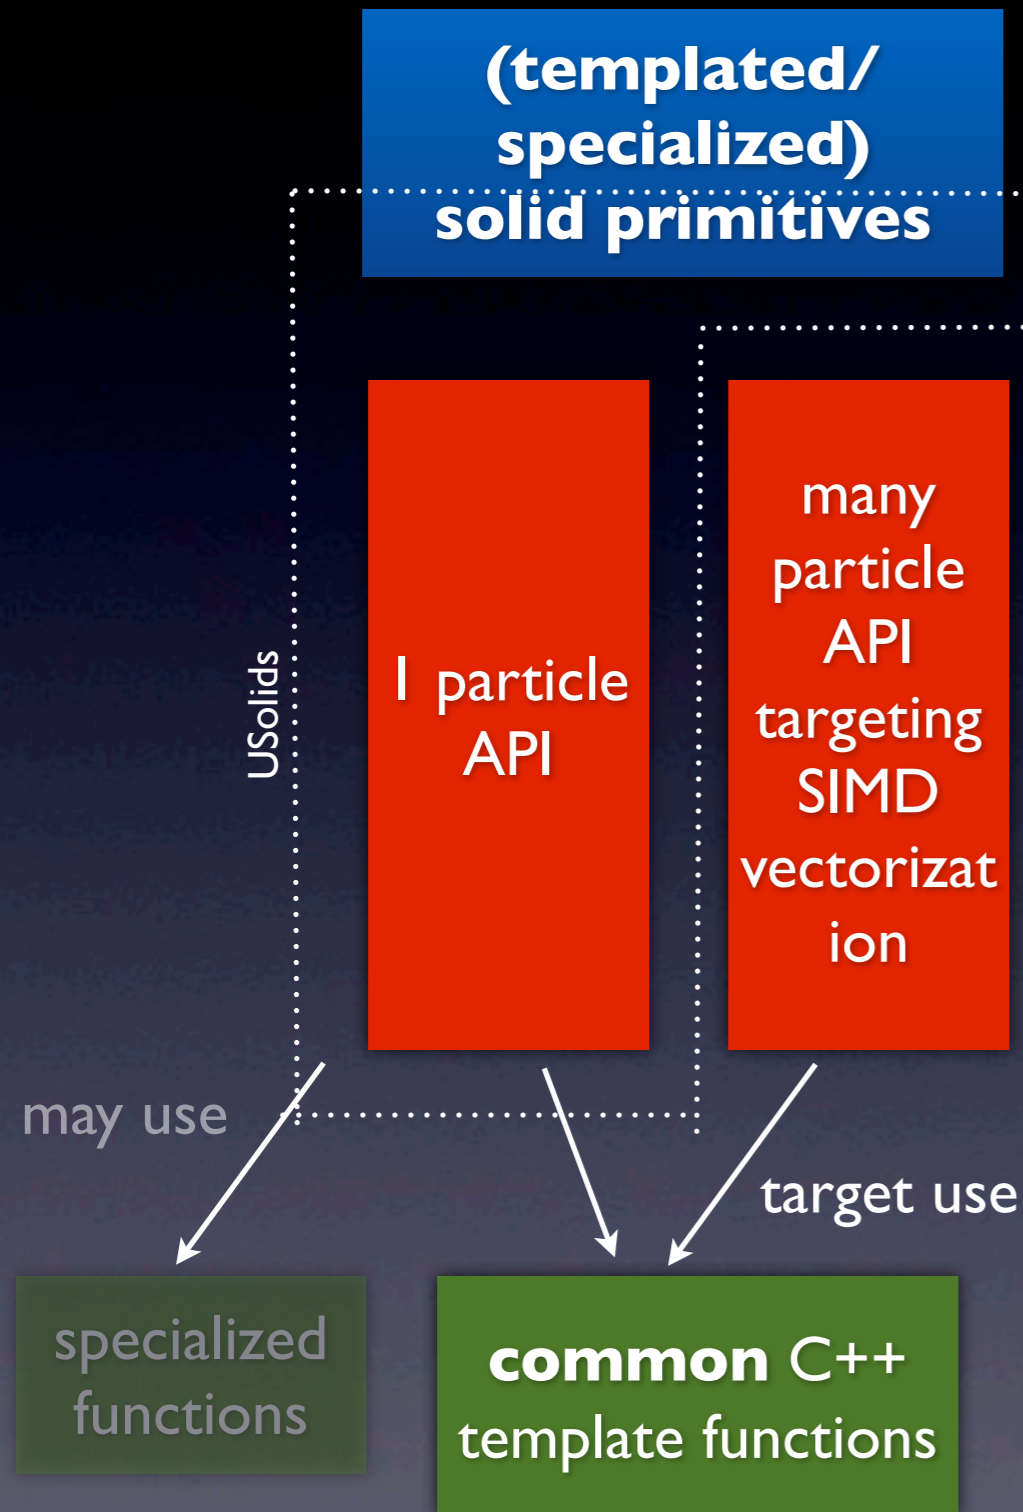 (templated/
specialized)
solid primitives
USolids
1 particle
API
many
particle
API
targeting
SIMD
vectorizat
ion
may use
target use
specialized
functions
common C++
template functions